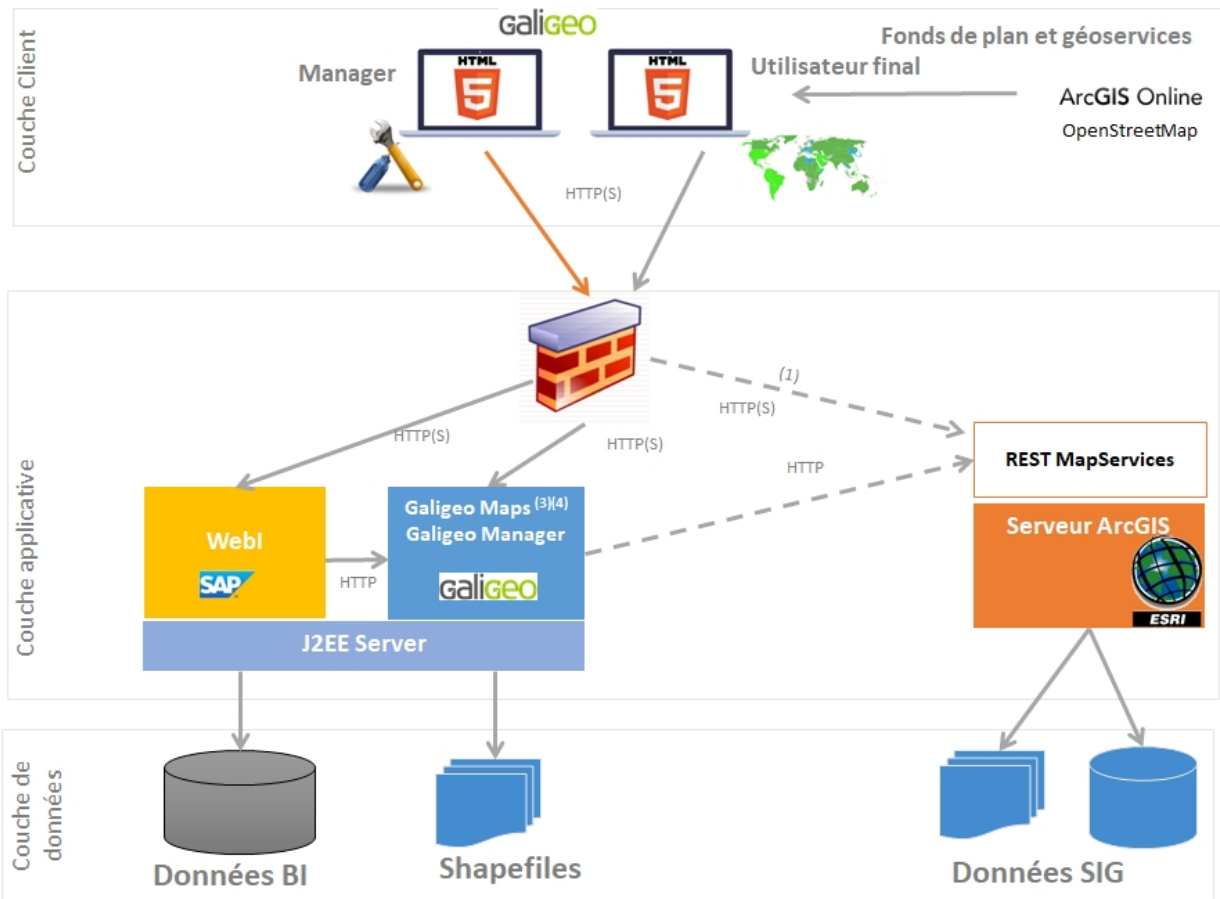 Couche Client
galigeo
Manager
HTML
5
HTML
5
Utilisateur final
Fonds de plan et géoservices
ArcGIS Online
OpenStreetMap
HTTP(S)
Couche applicative
(1)
HTTP(S)
HTTP(S)
HTTP(S)
HTTP
REST MapServices
WebI
SAP
HTTP
Galigeo Maps (3)(4)
Galigeo Manager
galigeo
J2EE Server
Serveur ArcGIS
ESRI
Couche de
données
Données BI
Shapefiles
Données SIG